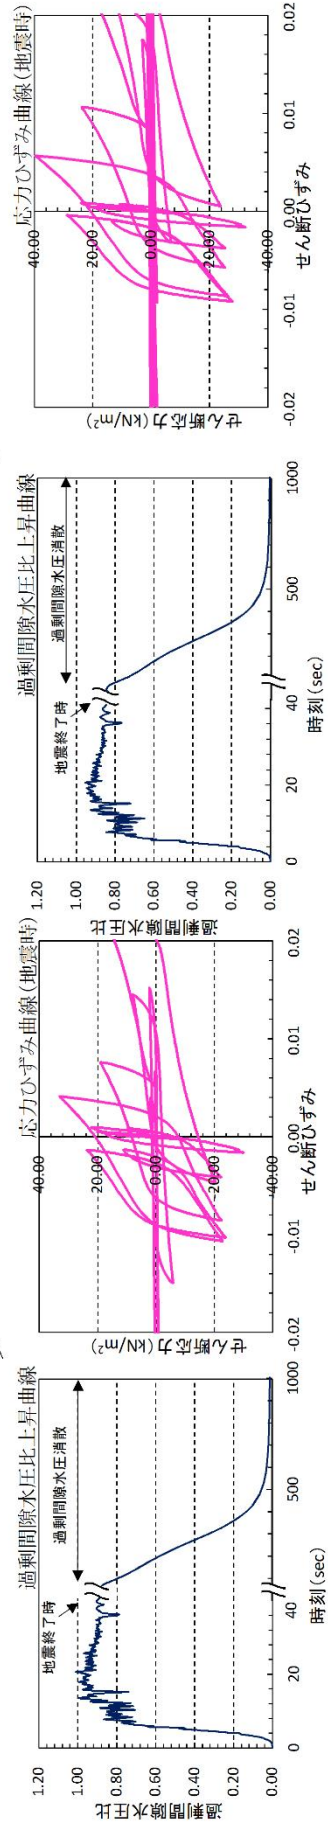 過剰間隙水圧比上昇曲線
過剰間隙水圧比
1.20
1.00
0.80
0.60
0.40
0.20
0.00
地震終了時
過剰間隙水圧消散
0
20
40
500
1000
時刻(sec)
応力ひずみ曲線(地震時)
せん断応力(kN/m²)
40.00
20.00
0.00
-20.00
-40.00
-0.02
-0.01
0.00
0.01
0.02
せん断ひずみ
過剰間隙水圧比上昇曲線
過剰間隙水圧比
1.20
1.00
0.80
0.60
0.40
0.20
0.00
地震終了時
過剰間隙水圧消散
0
20
40
500
1000
時刻(sec)
応力ひずみ曲線(地震時)
せん断応力(kN/m²)
40.00
20.00
0.00
-20.00
-40.00
-0.02
-0.01
0.00
0.01
0.02
せん断ひずみ